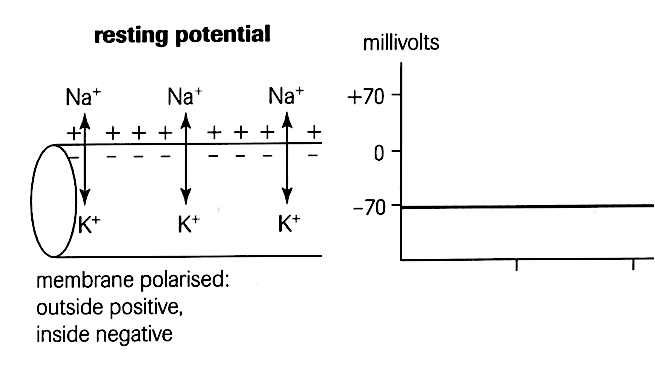 resting potential
millivolts
Na⁺ Na⁺ Na⁺
+ + + + + + + + +
– – – – – – – –
K⁺ K⁺ K⁺
+70
0
–70
membrane polarised:
outside positive,
inside negative